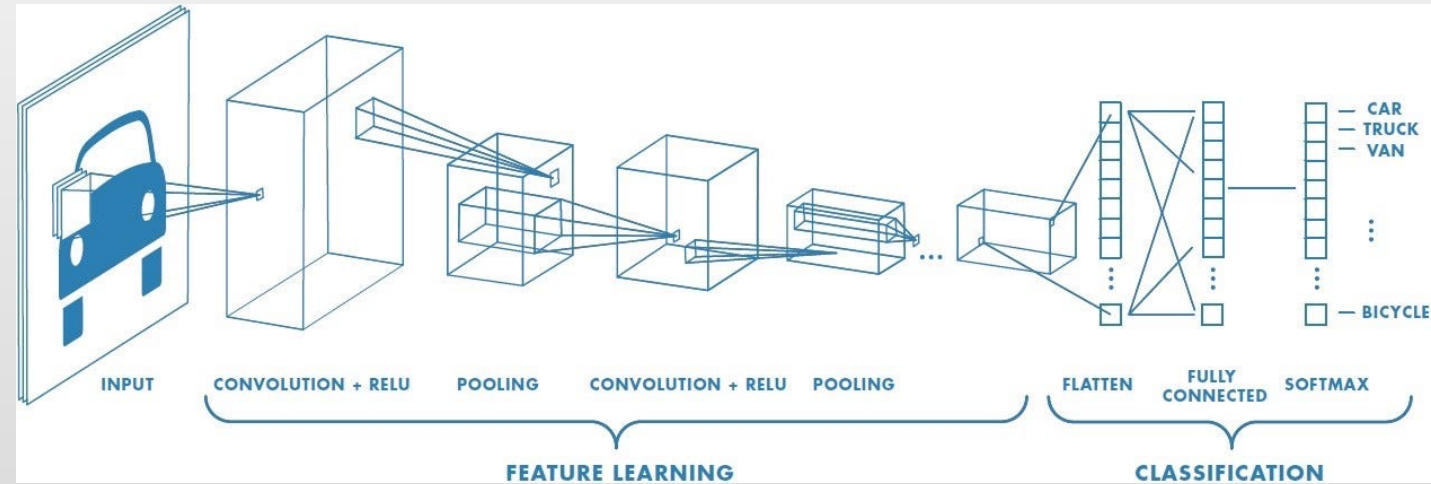 CAR
TRUCK
VAN
BICYCLE
INPUT
CONVOLUTION + RELU
POOLING
CONVOLUTION + RELU
POOLING
FLATTEN
FULLY
CONNECTED
SOFTMAX
FEATURE LEARNING
CLASSIFICATION